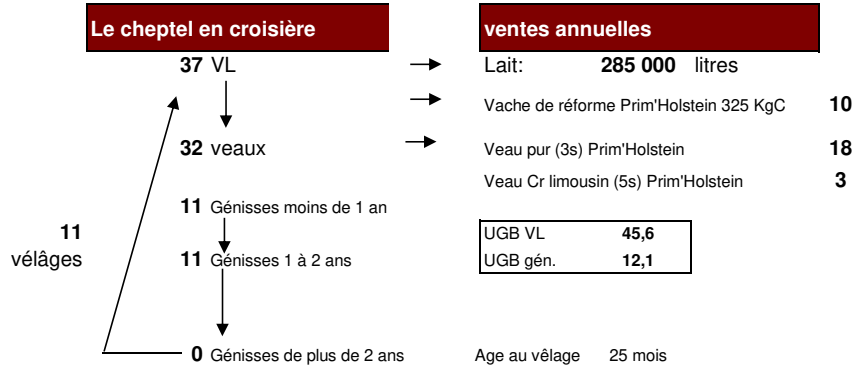 Le cheptel en croisière
ventes annuelles
37 VL
Lait: 285 000 litres
Vache de réforme Prim'Holstein 325 KgC 10
32 veaux
Veau pur (3s) Prim'Holstein 18
Veau Cr limousin (5s) Prim'Holstein 3
11 Génisses moins de 1 an
11
vélâges
UGB VL 45,6
11 Génisses 1 à 2 ans
UGB gén. 12,1
0 Génisses de plus de 2 ans
Age au vêlage 25 mois